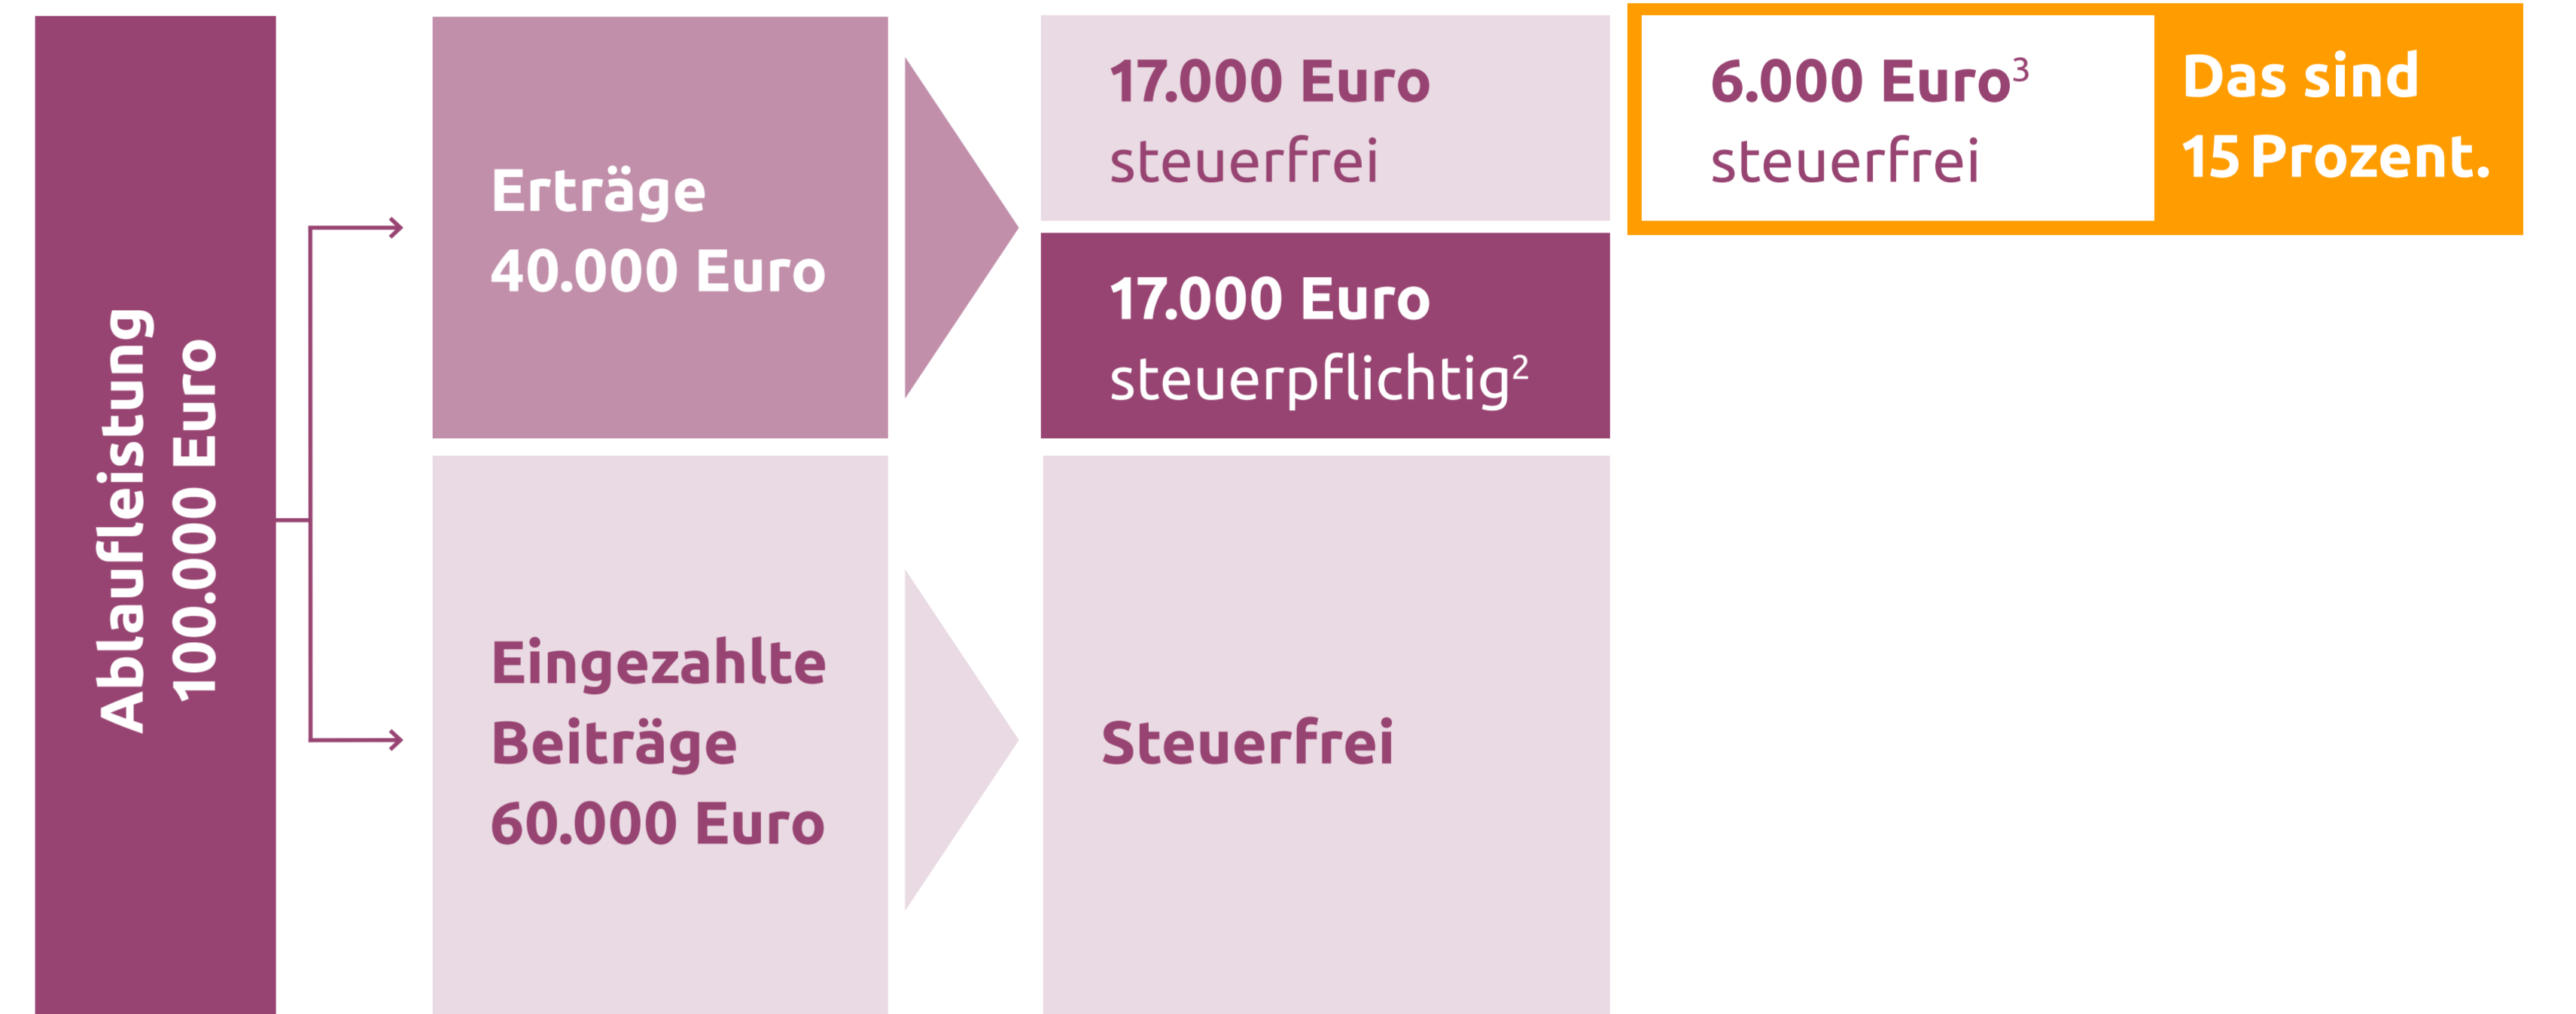 Ablaufleistung
100.000 Euro
Erträge
40.000 Euro
17.000 Euro
steuerfrei
6.000 Euro³
steuerfrei
Das sind
15 Prozent.
17.000 Euro
steuerpflichtig²
Eingezahlte
Beiträge
60.000 Euro
Steuerfrei